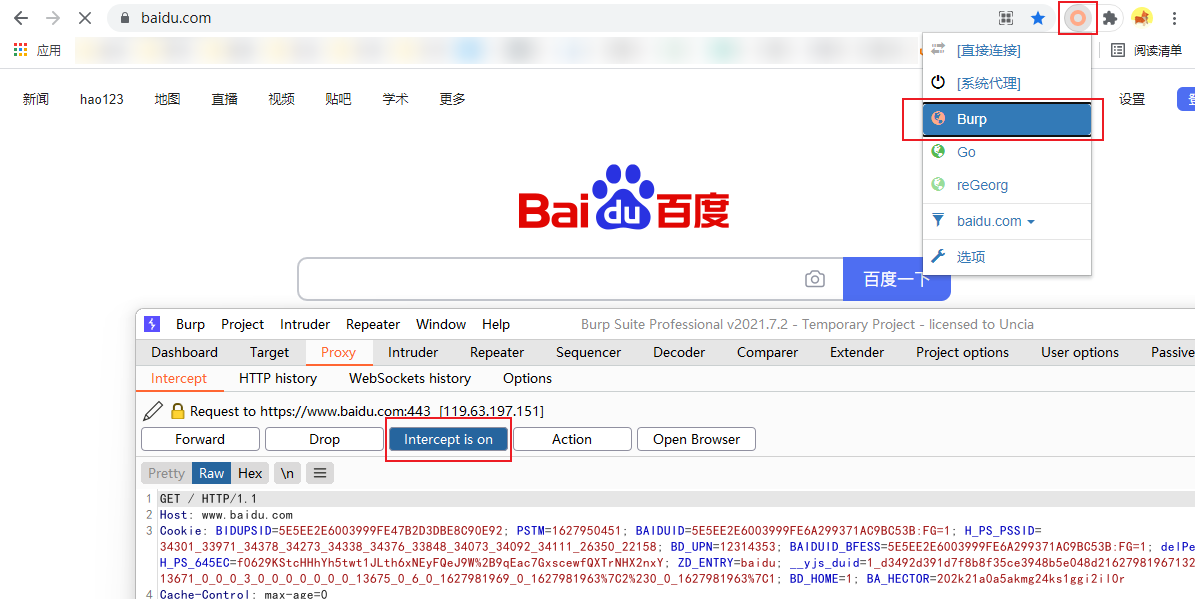 baidu.com
应用
阅读清单
[直接连接]
[系统代理]
Burp
Go
reGeorg
baidu.com
选项
新闻 hao123 地图 直播 视频 贴吧 学术 更多 设置
Bai du 百度
百度一下
Burp Project Intruder Repeater Window Help Burp Suite Professional v2021.7.2 - Temporary Project - licensed to Uncia
Dashboard Target Proxy Intruder Repeater Sequencer Decoder Comparer Extender Project options User options Passive
Intercept HTTP history WebSockets history Options
Request to https://www.baidu.com:443 [119.63.197.151]
Forward Drop Intercept is on Action Open Browser
Pretty Raw Hex \n
1 GET / HTTP/1.1
2 Host: www.baidu.com
3 Cookie: BIDUPSID=5E5EE2E6003999FE47B2D3DBE8C90E92; PSTM=1627950451; BAIDUID=5E5EE2E6003999FE6A299371AC9BC53B:FG=1; H_PS_PSSID=
34301_33971_34378_34273_34338_34376_33848_34073_34092_34111_26350_22158; BD_UPN=12314353; BAIDUID_BFESS=5E5EE2E6003999FE6A299371AC9BC53B:FG=1; delPe
H_PS_645EC=f0629KStcHHhYh5twt1JLth6xNEyFQeJ9W%2B9qEac7GxscewfQXTrNHX2nxY; ZD_ENTRY=baidu; __yjs_duid=1_d3492d391d7f8b8f35ce3948b5e048d21627981967132
13671_0_0_0_3_0_0_0_0_0_0_0_13675_0_6_0_1627981969_0_1627981963%7C2%230_0_1627981963%7C1; BD_HOME=1; BA_HECTOR=202k21a0a5akmg24ks1ggi2il0r
4 Cache-Control: max-age=0